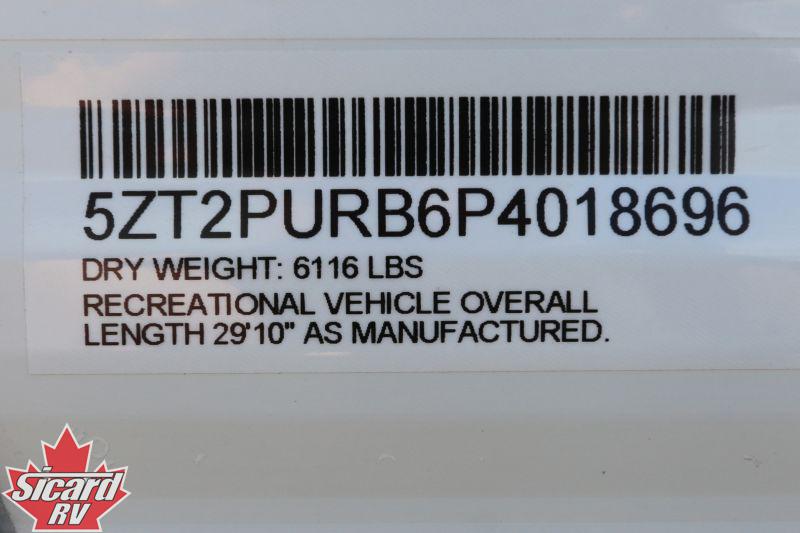 5ZT2PURB6P4018696
DRY WEIGHT: 6116 LBS
RECREATIONAL VEHICLE OVERALL
LENGTH 29'10" AS MANUFACTURED.
Sicard
RV